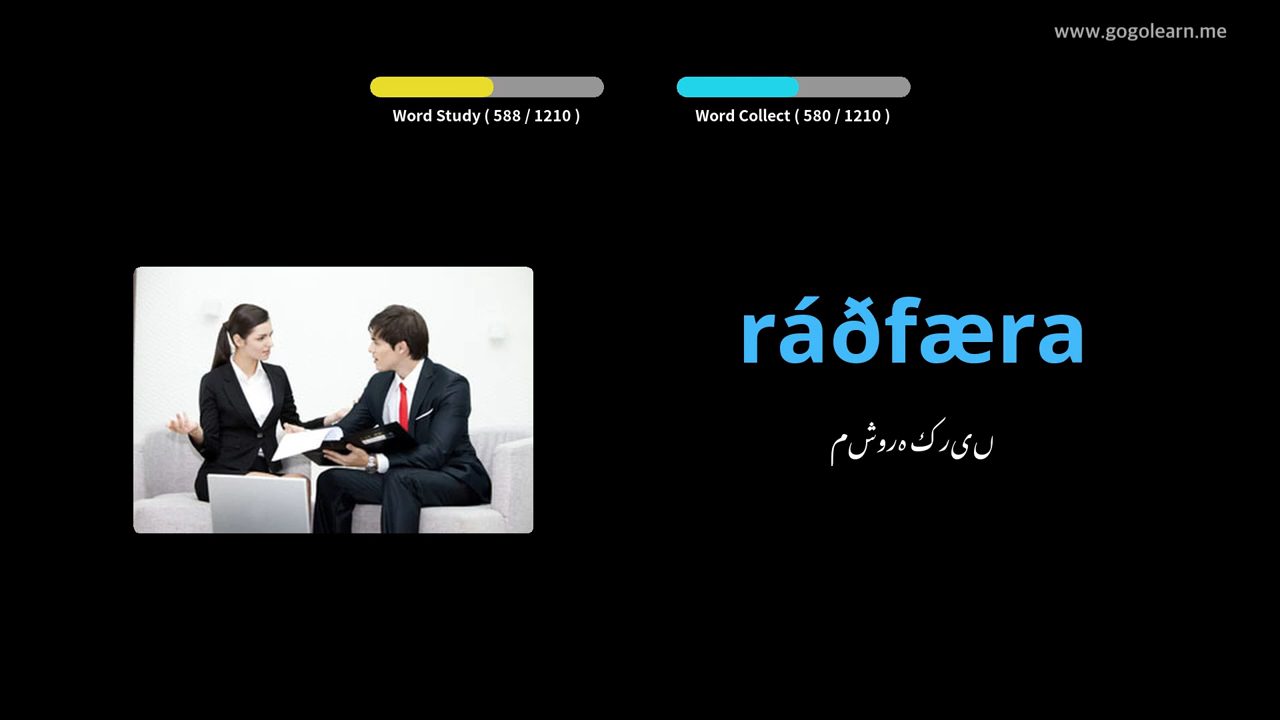 www.gogolearn.me
Word Study ( 588 / 1210 )
Word Collect ( 580 / 1210 )
ráðfæra
مشورہ کریں